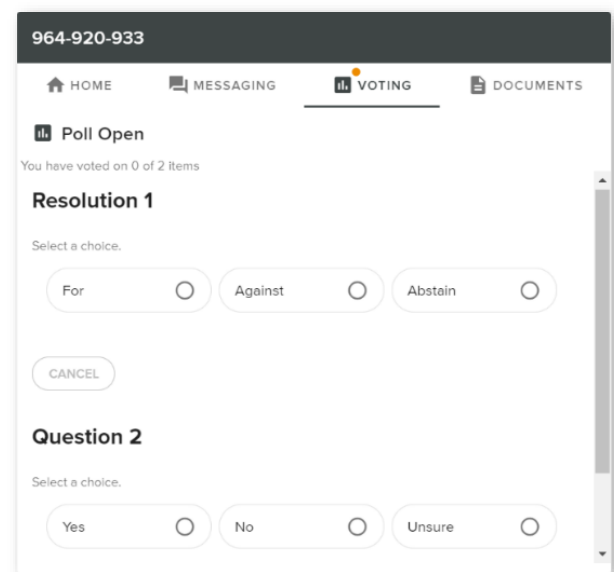 964-920-933
HOME MESSAGING VOTING DOCUMENTS
Poll Open
You have voted on 0 of 2 items
Resolution 1
Select a choice.
For Against Abstain
CANCEL
Question 2
Select a choice.
Yes No Unsure